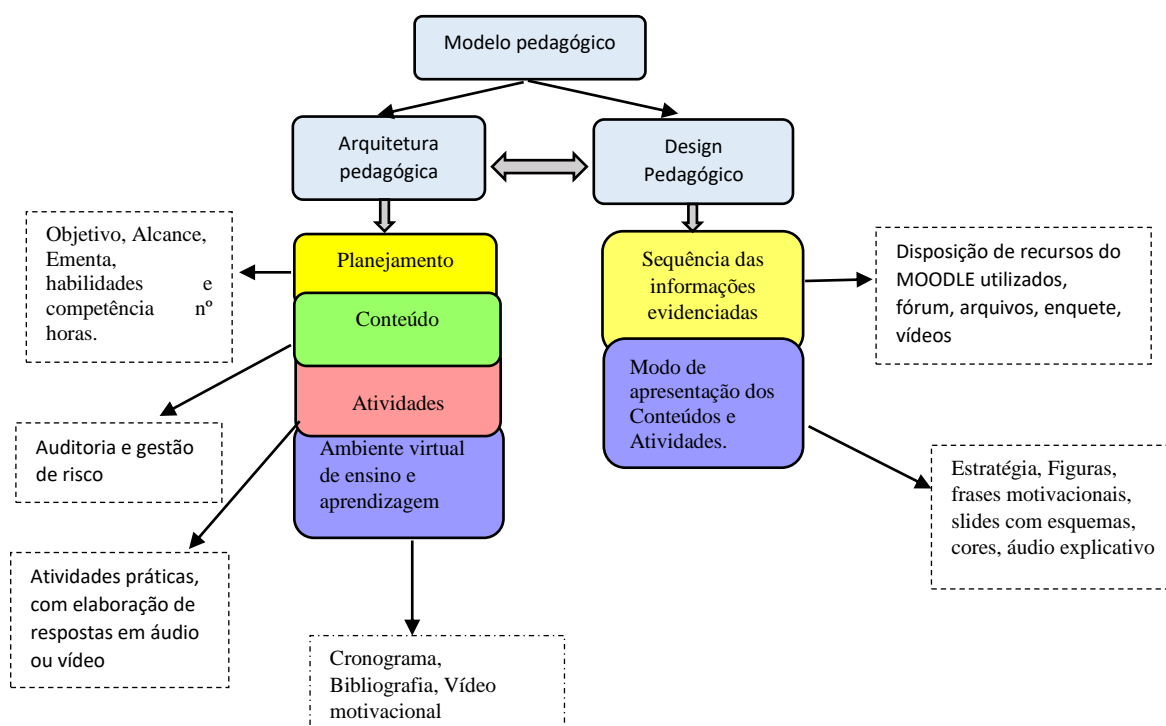 Modelo pedagógico
Arquitetura
pedagógica
Design
Pedagógico
Objetivo, Alcance,
Ementa,
habilidades e
competência nº
horas.
Planejamento
Conteúdo
Atividades
Ambiente virtual
de ensino e
aprendizagem
Sequência das
informações
evidenciadas
Modo de
apresentação dos
Conteúdos e
Atividades.
Disposição de recursos do
MOODLE utilizados,
fórum, arquivos, enquete,
vídeos
Auditoria e gestão
de risco
Estratégia, Figuras,
frases motivacionais,
slides com esquemas,
cores, áudio explicativo
Atividades práticas,
com elaboração de
respostas em áudio
ou vídeo
Cronograma,
Bibliografia, Vídeo
motivacional